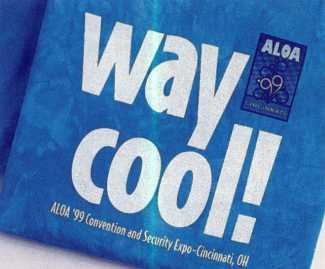 way
cool!!
ALOA
'99
ALOA '99 Convention and Security Expo-Cincinnati, OH